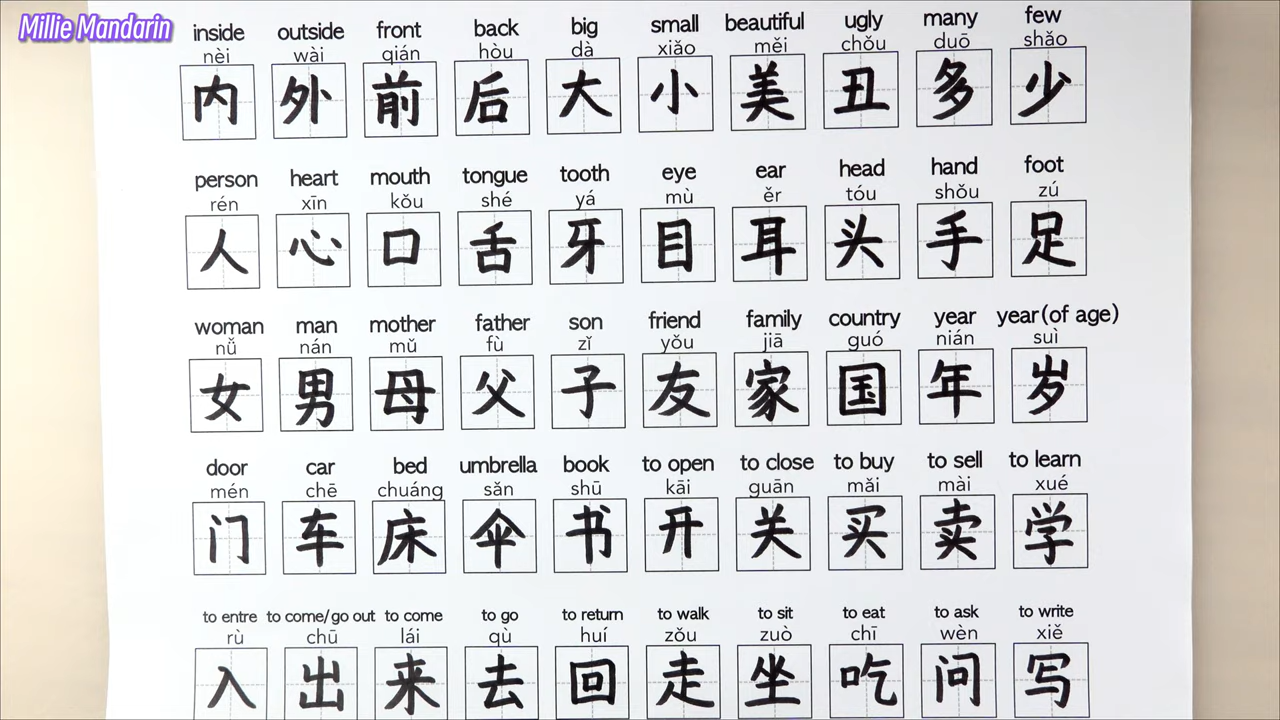 Millie Mandarin
inside outside front back big small beautiful ugly many few
nèi wài qián hòu dà xiǎo měi chǒu duō shǎo
内 外 前 后 大 小 美 丑 多 少
person heart mouth tongue tooth eye ear head hand foot
rén xīn kǒu shé yá mù ěr tóu shǒu zú
人 心 口 舌 牙 目 耳 头 手 足
woman man mother father son friend family country year year(of age)
nǚ nán mǔ fù zǐ yǒu jiā guó nián suì
女 男 母 父 子 友 家 国 年 岁
door car bed umbrella book to open to close to buy to sell to learn
mén chē chuáng sǎn shū kāi guān mǎi mài xué
门 车 床 伞 书 开 关 买 卖 学
to entre to come/go out to come to go to return to walk to sit to eat to ask to write
rù chū lái qù huí zǒu zuò chī wèn xiě
入 出 来 去 回 走 坐 吃 问 写